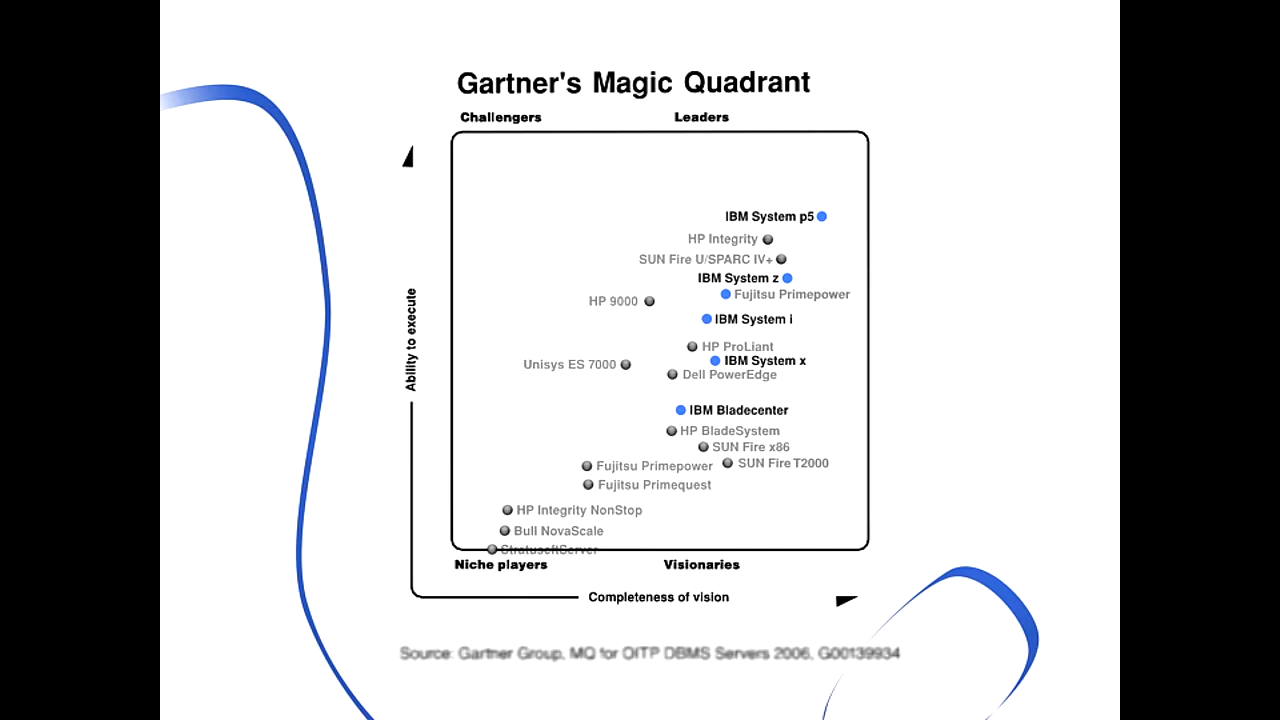 Gartner's Magic Quadrant
Challengers Leaders
IBM System p5
HP Integrity
SUN Fire U/SPARC IV+
IBM System z
Fujitsu Primepower
HP 9000
IBM System i
HP ProLiant
IBM System x
Unisys ES 7000
Dell PowerEdge
IBM Bladecenter
HP BladeSystem
SUN Fire x86
SUN Fire T2000
Fujitsu Primepower
Fujitsu Primequest
HP Integrity NonStop
Bull NovaScale
StratusftServer
Ability to execute
Niche players Visionaries
Completeness of vision
Source: Gartner Group, MQ for OITP DBMS Servers 2006, G00139934